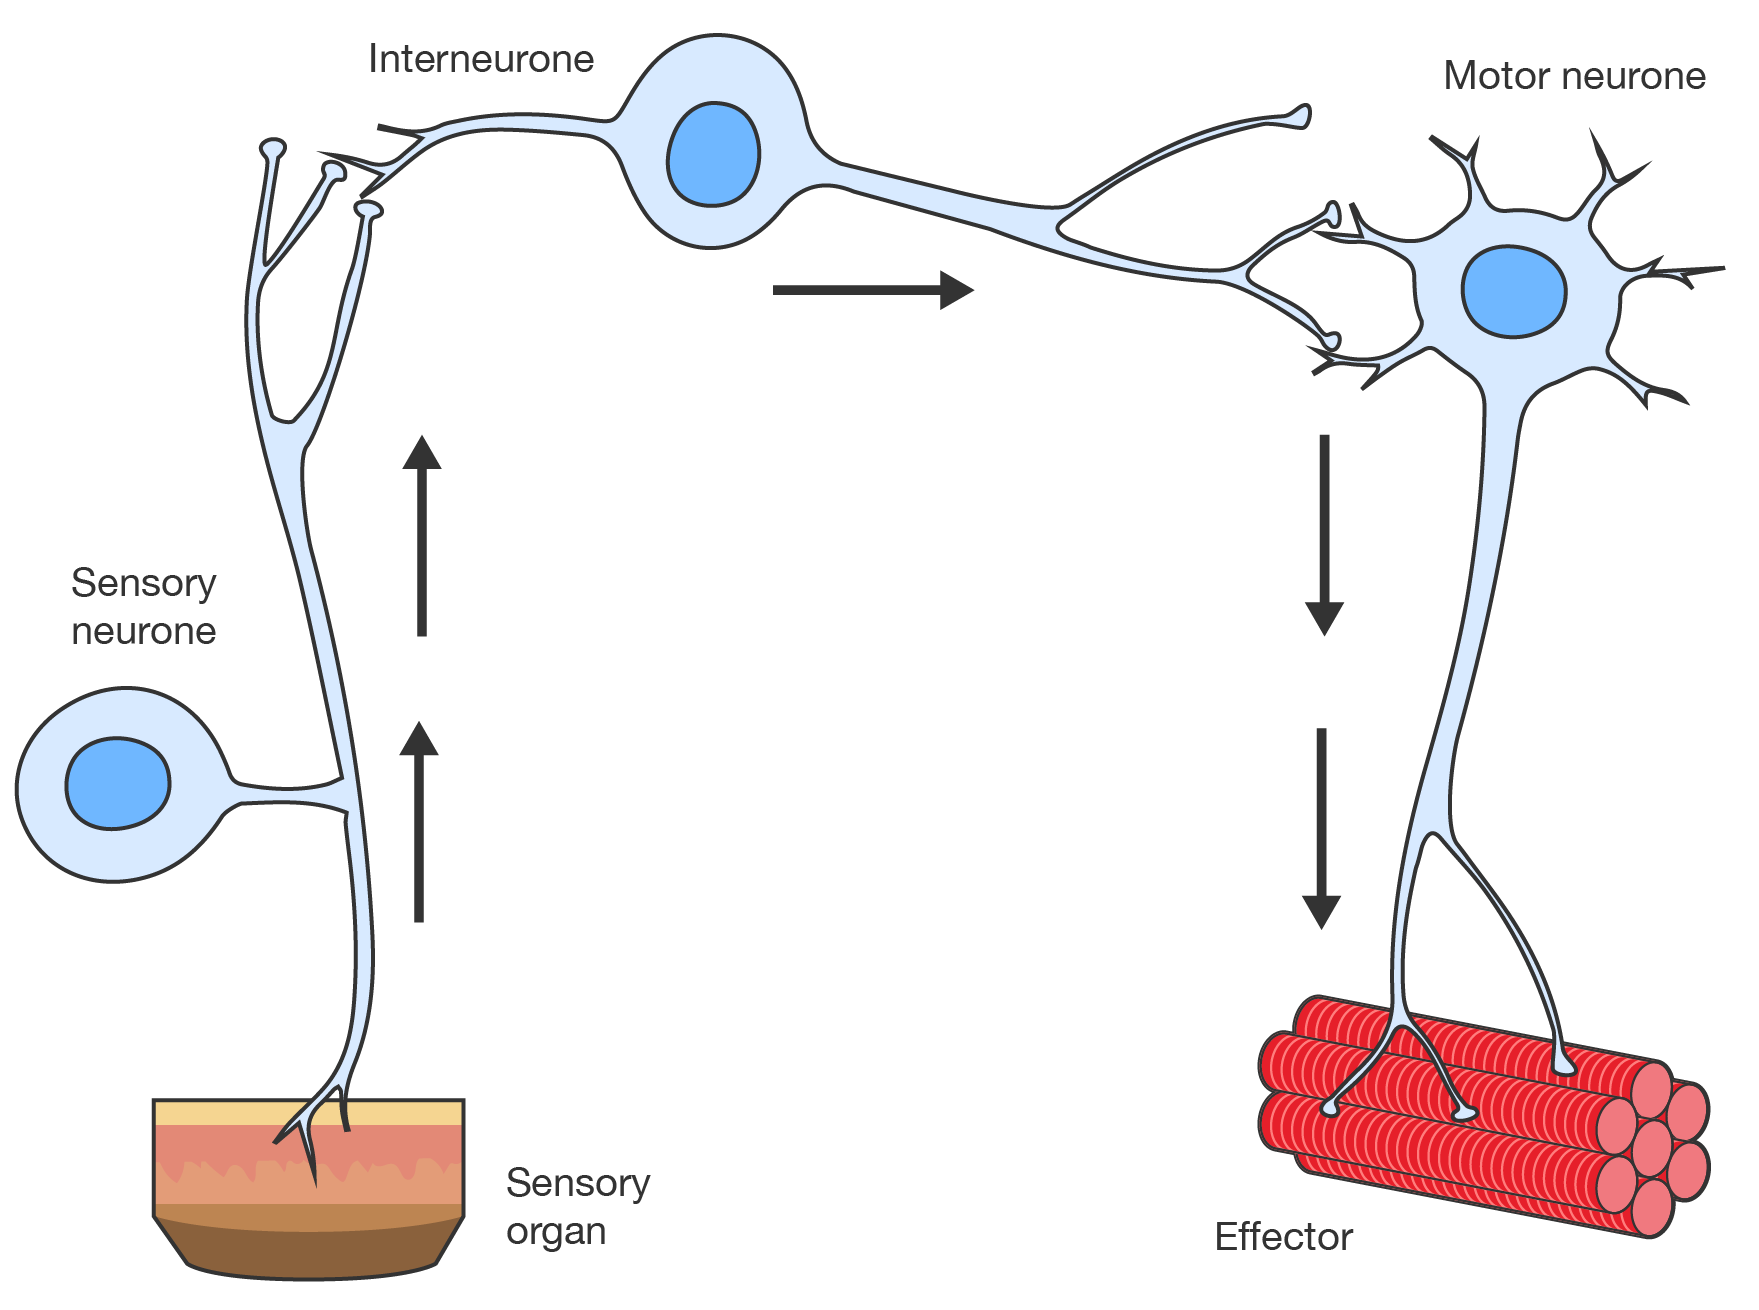 Interneurone
Motor neurone
Sensory
neurone
Sensory
organ
Effector